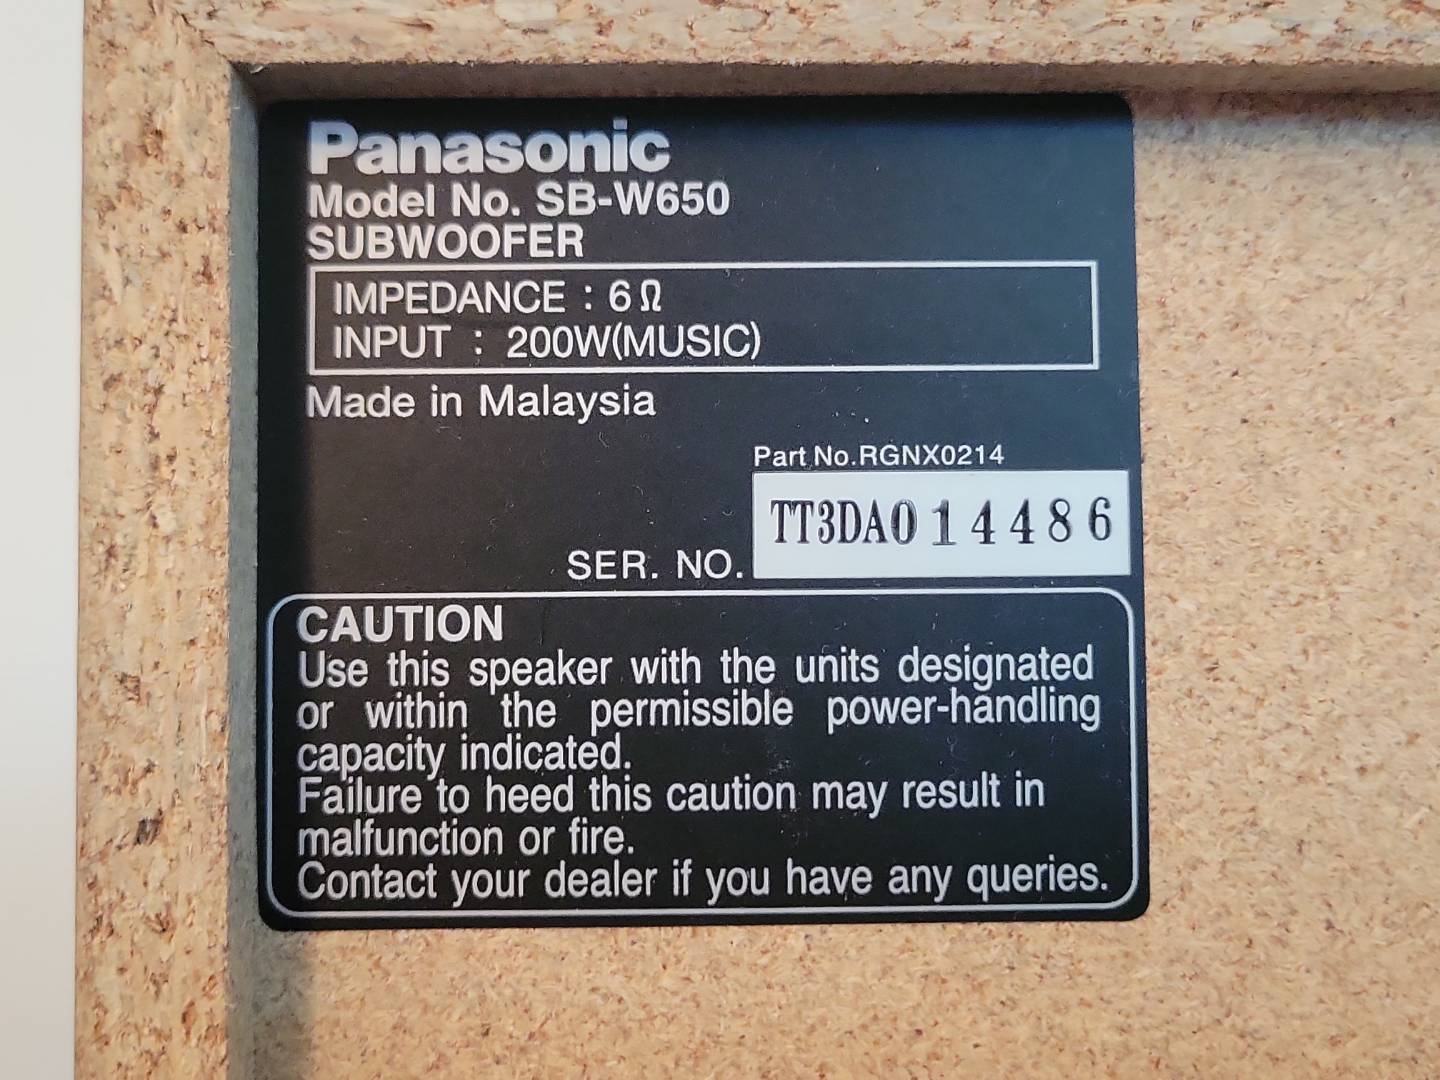 Panasonic
Model No. SB-W650
SUBWOOFER
IMPEDANCE : 6Ω
INPUT : 200W(MUSIC)
Made in Malaysia
Part No.RGNX0214
SER. NO. TT3DA014486
CAUTION
Use this speaker with the units designated
or within the permissible power-handling
capacity indicated.
Failure to heed this caution may result in
malfunction or fire.
Contact your dealer if you have any queries.